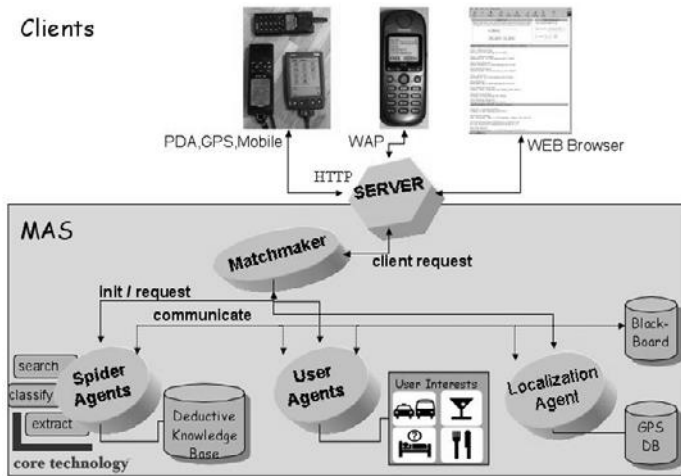 Clients
PDA,GPS,Mobile
WAP
WEB Browser
HTTP
SERVER
MAS
Matchmaker
client request
init / request
communicate
Black-
Board
search
classify
extract
Spider
Agents
User
Agents
User Interests
Localization
Agent
Deductive
Knowledge
Base
GPS
DB
core technology